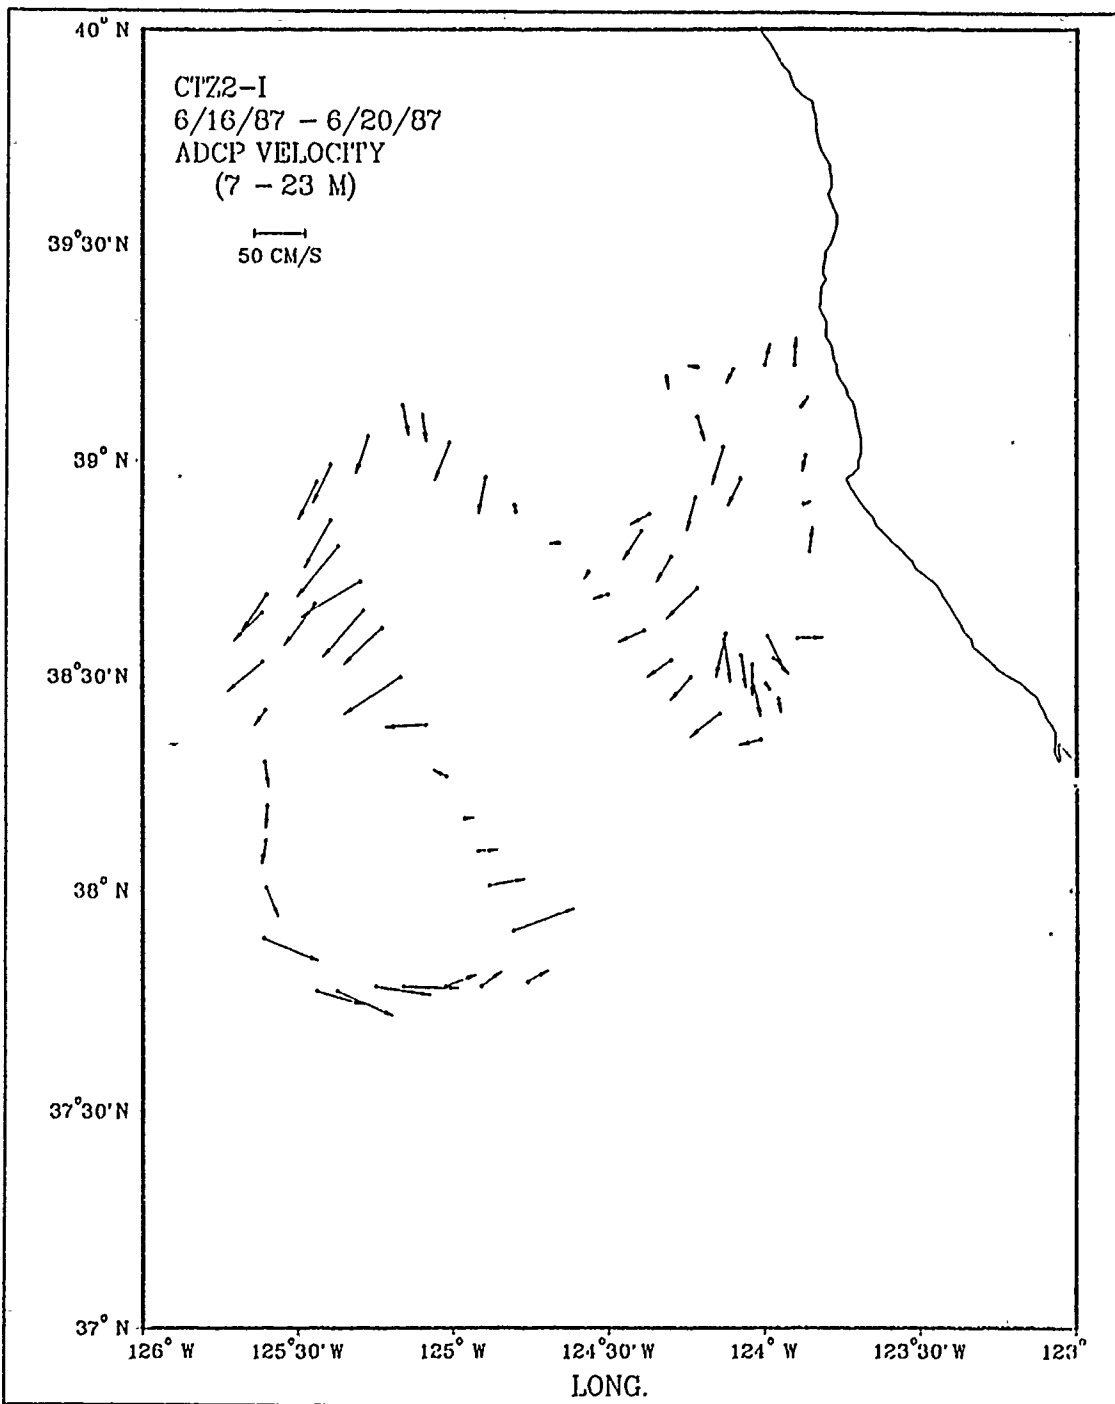 40° N
CTZ2-I
6/16/87 - 6/20/87
ADCP VELOCITY
(7 - 23 M)
39°30'N
50 CM/S
39° N
38°30'N
38° N
37°30'N
37° N
126° W 125°30' W 125° W 124°30' W 124° W 123°30' W 123°
LONG.